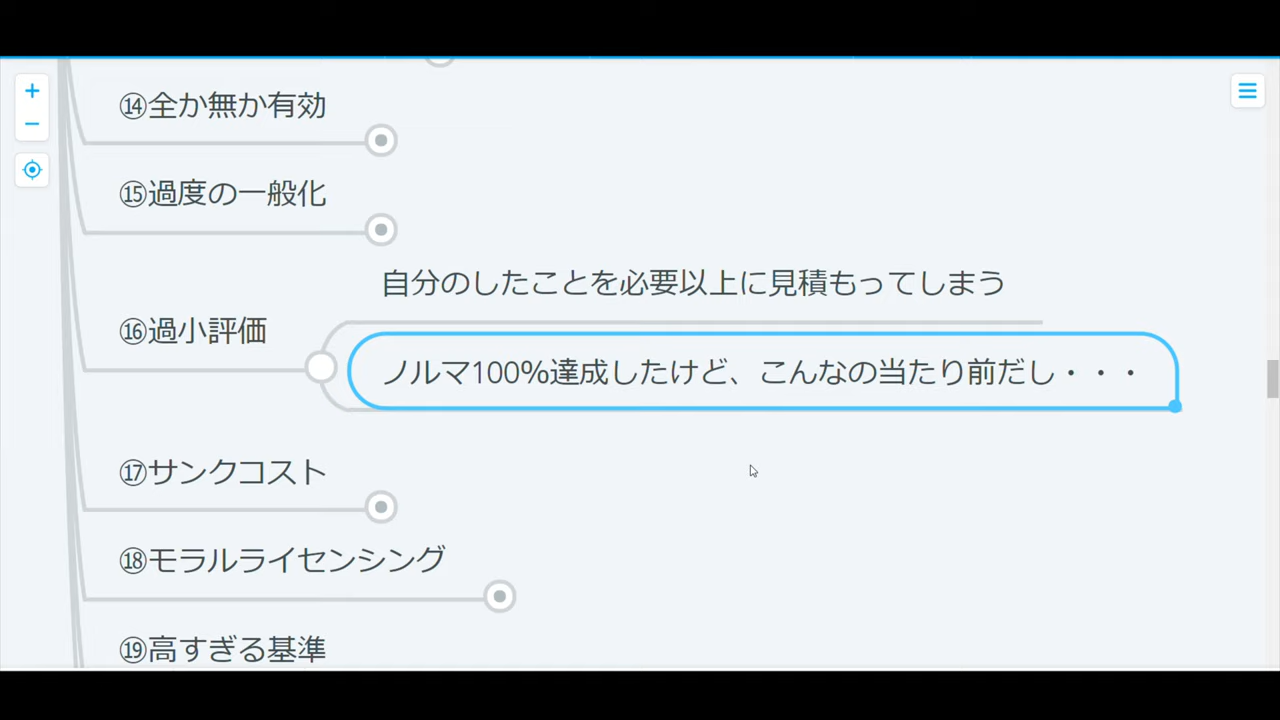 ⑭全か無か有効
⑮過度の一般化
自分のしたことを必要以上に見積もってしまう
⑯過小評価
ノルマ100%達成したけど、こんなの当たり前だし・・・
⑰サンクコスト
⑱モラルライセンシング
⑲高すぎる基準